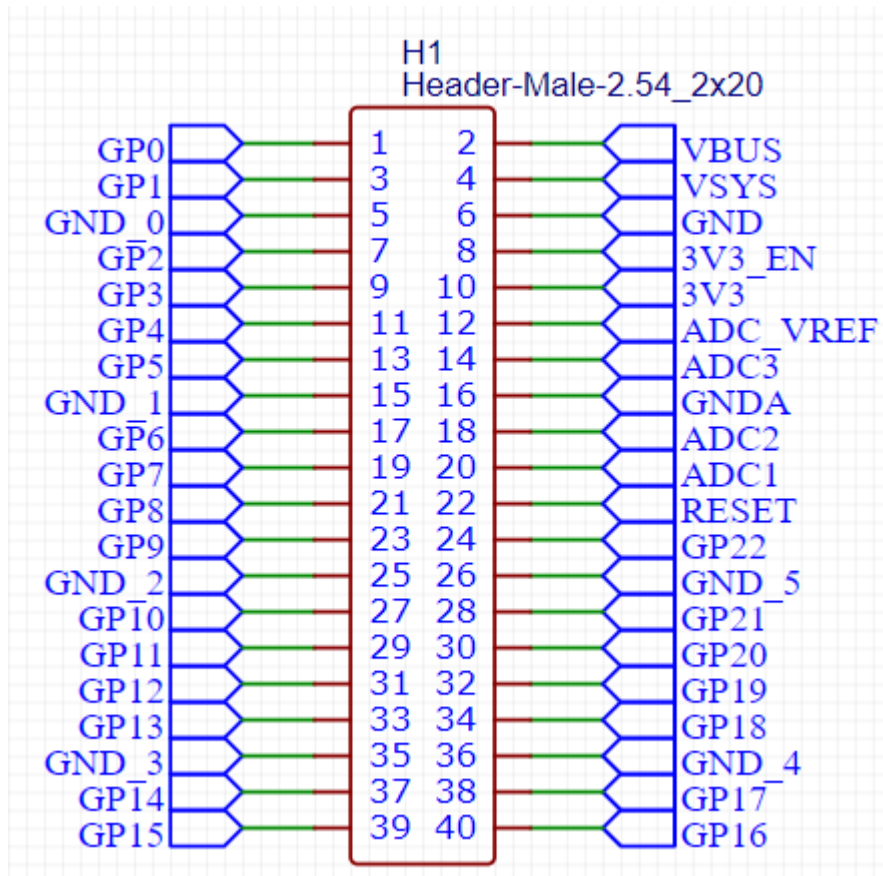 H1
Header-Male-2.54_2x20
GP0 1 2 VBUS
GP1 3 4 VSYS
GND_0 5 6 GND
GP2 7 8 3V3_EN
GP3 9 10 3V3
GP4 11 12 ADC_VREF
GP5 13 14 ADC3
GND_1 15 16 GNDA
GP6 17 18 ADC2
GP7 19 20 ADC1
GP8 21 22 RESET
GP9 23 24 GP22
GND_2 25 26 GND_5
GP10 27 28 GP21
GP11 29 30 GP20
GP12 31 32 GP19
GP13 33 34 GP18
GND_3 35 36 GND_4
GP14 37 38 GP17
GP15 39 40 GP16